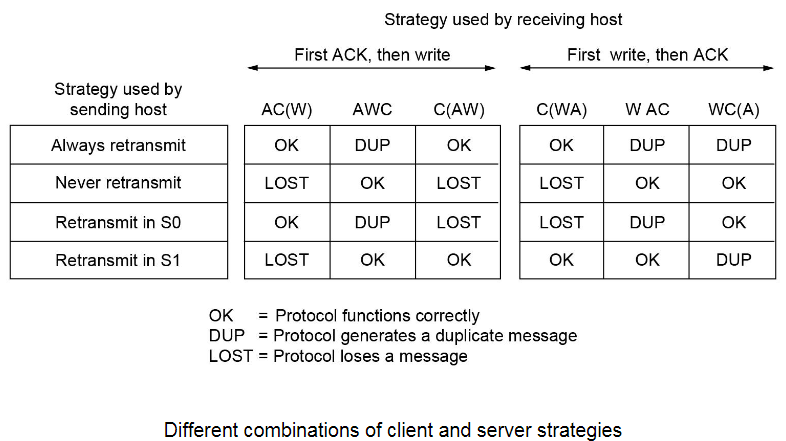 Strategy used by receiving host
First ACK, then write First write, then ACK
Strategy used by
sending host
AC(W) AWC C(AW) C(WA) W AC WC(A)
Always retransmit OK DUP OK OK DUP DUP
Never retransmit LOST OK LOST LOST OK OK
Retransmit in S0 OK DUP LOST LOST DUP OK
Retransmit in S1 LOST OK OK OK OK DUP
OK = Protocol functions correctly
DUP = Protocol generates a duplicate message
LOST = Protocol loses a message
Different combinations of client and server strategies